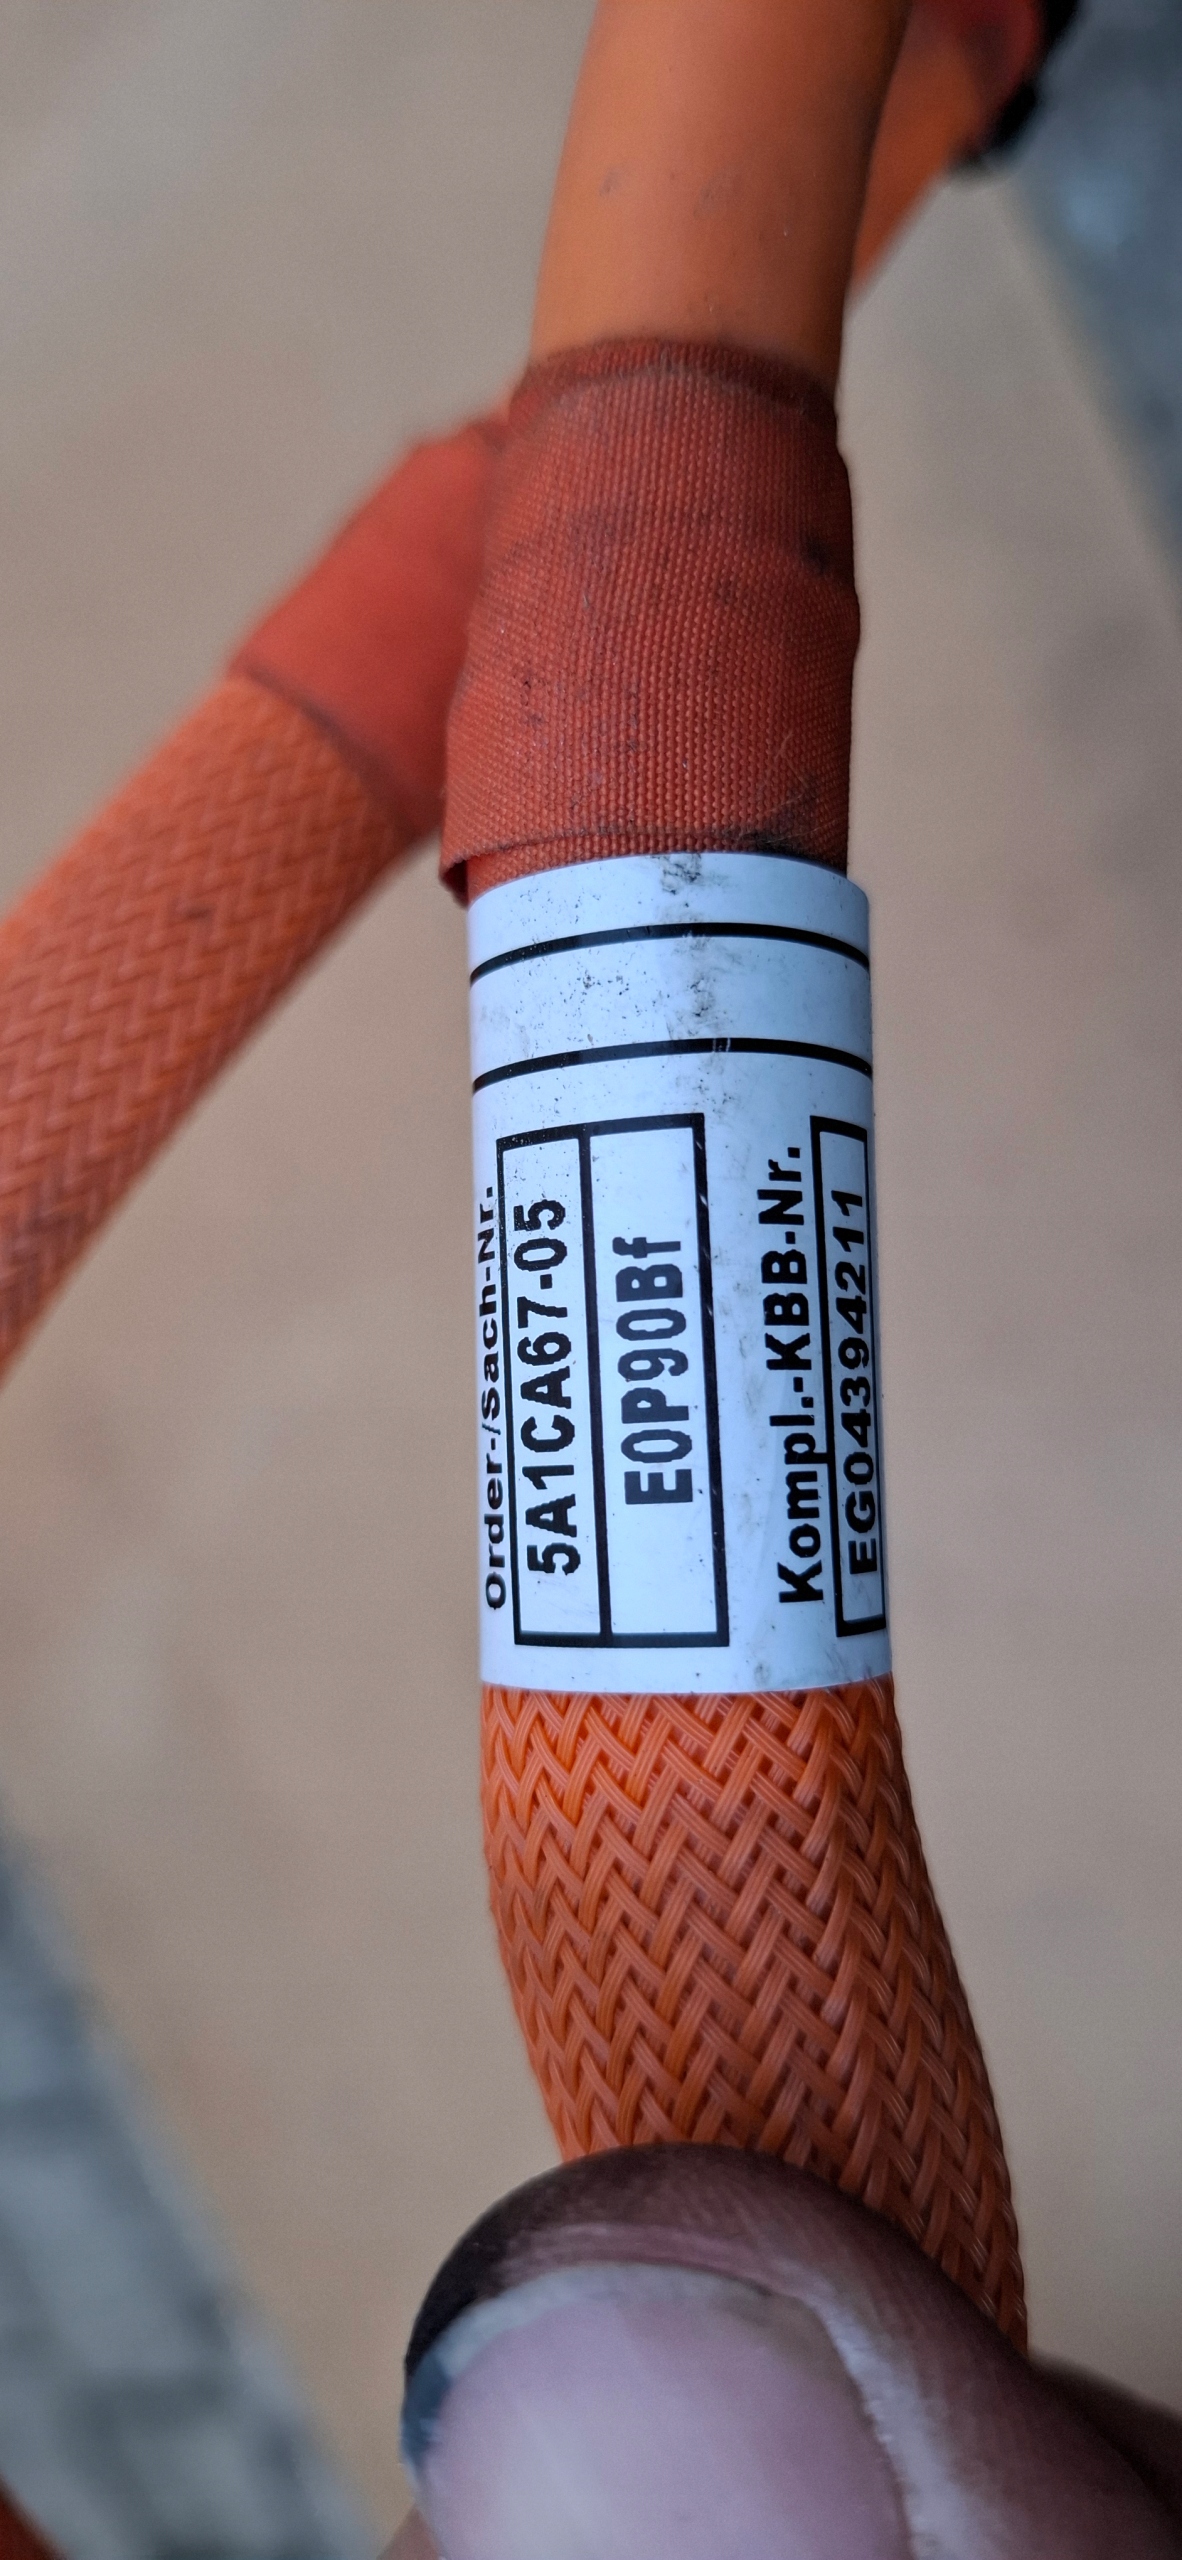 Order-/Sach-Nr.
5A1CA67-05
E0P90Bf
Kompl.-KBB-Nr.
EG04394211